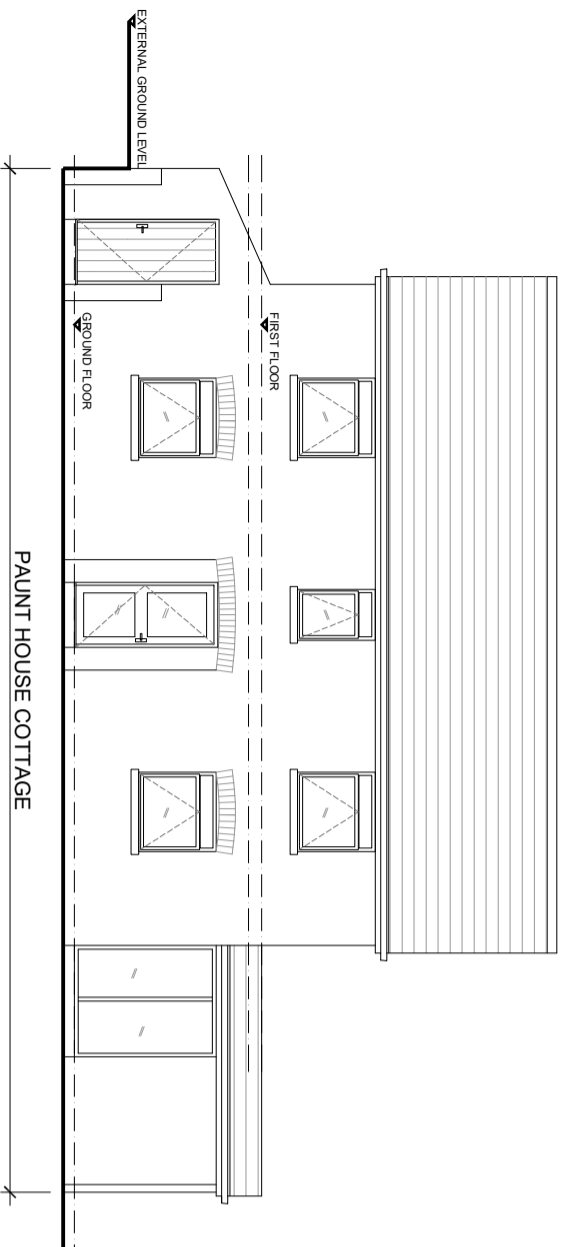 EXTERNAL GROUND LEVEL
FIRST FLOOR
GROUND FLOOR
PAUNT HOUSE COTTAGE